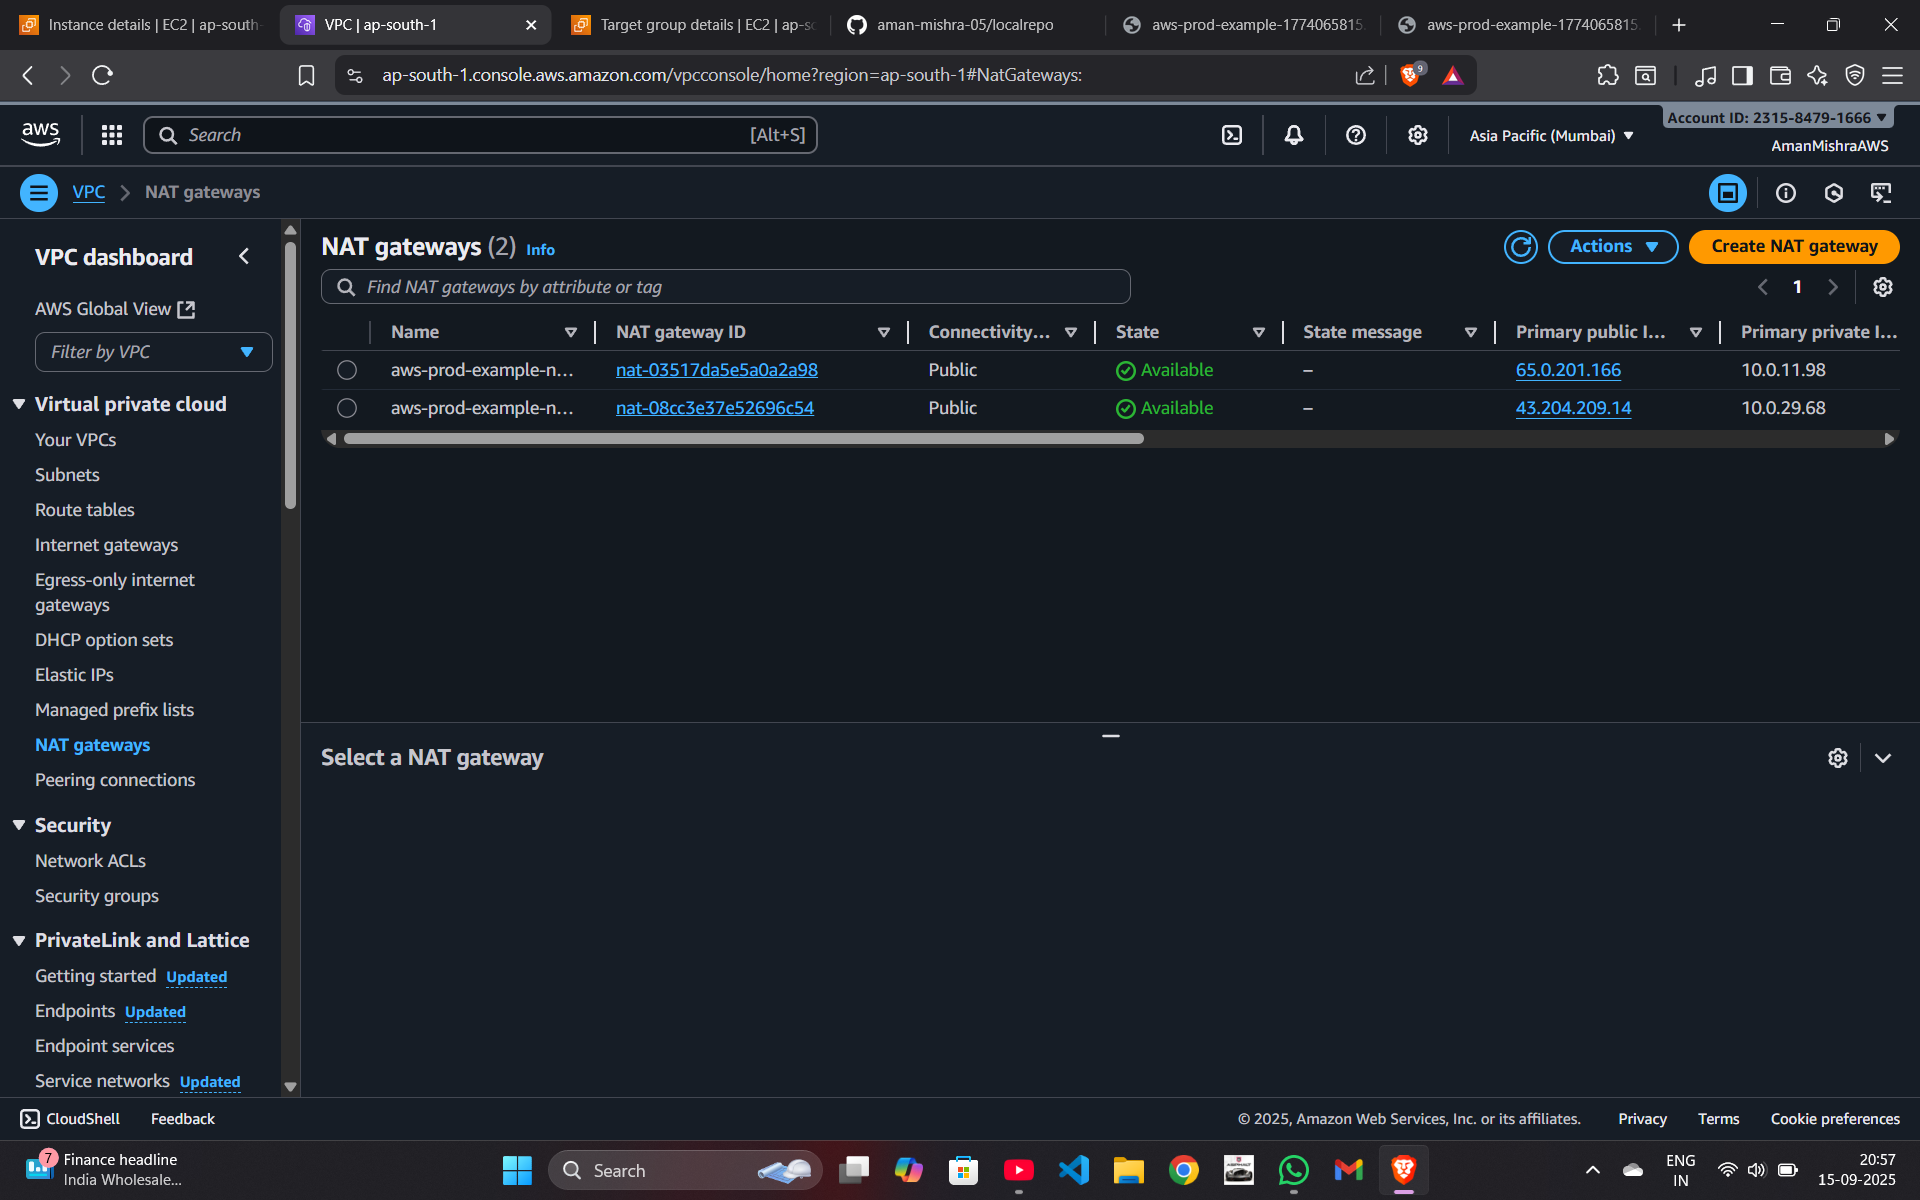 Instance details | EC2 | ap-south-
VPC | ap-south-1
Target group details | EC2 | ap-so
aman-mishra-05/localrepo
aws-prod-example-1774065815.
aws-prod-example-1774065815.
ap-south-1.console.aws.amazon.com/vpcconsole/home?region=ap-south-1#NatGateways:
9
aws
Search
[Alt+S]
Asia Pacific (Mumbai)
Account ID: 2315-8479-1666
AmanMishraAWS
VPC
NAT gateways
VPC dashboard
AWS Global View
Filter by VPC
Virtual private cloud
Your VPCs
Subnets
Route tables
Internet gateways
Egress-only internet
gateways
DHCP option sets
Elastic IPs
Managed prefix lists
NAT gateways
Peering connections
Security
Network ACLs
Security groups
PrivateLink and Lattice
Getting started Updated
Endpoints Updated
Endpoint services
Service networks Updated
NAT gateways (2) Info
Actions
Create NAT gateway
Find NAT gateways by attribute or tag
1
Name NAT gateway ID Connectivity... State State message Primary public I... Primary private I...
aws-prod-example-n... nat-03517da5e5a0a2a98 Public Available – 65.0.201.166 10.0.11.98
aws-prod-example-n... nat-08cc3e37e52696c54 Public Available – 43.204.209.14 10.0.29.68
Select a NAT gateway
CloudShell Feedback
© 2025, Amazon Web Services, Inc. or its affiliates. Privacy Terms Cookie preferences
7
Finance headline
India Wholesale...
Search
ENG
IN
20:57
15-09-2025